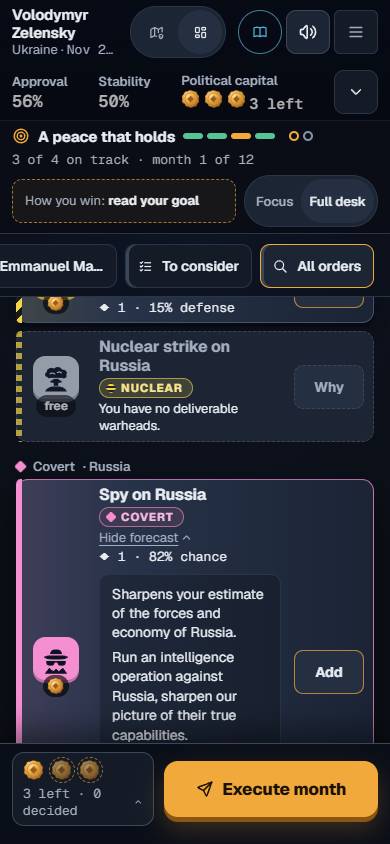 Volodymyr
Zelensky
Ukraine · Nov 2…
Approval
56%
Stability
50%
Political capital
3 left
A peace that holds
3 of 4 on track · month 1 of 12
How you win: read your goal
Focus
Full desk
Emmanuel Ma…
To consider
All orders
1 · 15% defense
Nuclear strike on
Russia
NUCLEAR
You have no deliverable
warheads.
free
Why
Covert · Russia
Spy on Russia
COVERT
Hide forecast
1 · 82% chance
Sharpens your estimate
of the forces and
economy of Russia.
Run an intelligence
operation against
Russia, sharpen our
picture of their true
capabilities.
Add
3 left · 0
decided
Execute month